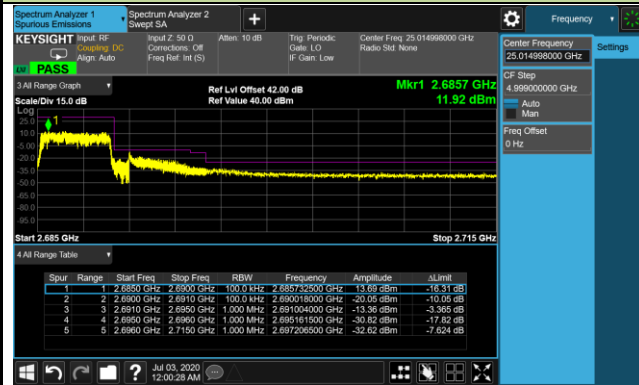 Spectrum Analyzer 1
Spurious Emissions
Spectrum Analyzer 2
Swept SA
Frequency
KEYSIGHT
Input: RF
Coupling: DC
Align: Auto
Input Z: 50 Ω
Corrections: Off
Freq Ref: Int (S)
Atten: 10 dB
Trig: Periodic
Gate: LO
IF Gain: Low
Center Freq: 25.014998000 GHz
Radio Std: None
PASS
Center Frequency
25.014998000 GHz
Settings
CF Step
4.999000000 GHz
Auto
Man
Freq Offset
0 Hz
3 All Range Graph
Ref Lvl Offset 42.00 dB
Mkr1 2.6857 GHz
Scale/Div 15.0 dB
Ref Value 40.00 dBm
11.92 dBm
Log
25.0
10.0
-5.00
-20.0
-35.0
-50.0
-65.0
-80.0
-95.0
1
Start 2.685 GHz
Stop 2.715 GHz
4 All Range Table
Spur Range Start Freq Stop Freq RBW Frequency Amplitude ΔLimit
1 1 2.6850 GHz 2.6900 GHz 100.0 kHz 2.685732500 GHz 13.69 dBm -16.31 dB
2 2 2.6900 GHz 2.6910 GHz 100.0 kHz 2.690018000 GHz -20.05 dBm -10.05 dB
3 3 2.6910 GHz 2.6950 GHz 1.000 MHz 2.691004000 GHz -13.36 dBm -3.365 dB
4 4 2.6950 GHz 2.6960 GHz 1.000 MHz 2.695161500 GHz -30.82 dBm -17.82 dB
5 5 2.6960 GHz 2.7150 GHz 1.000 MHz 2.697206500 GHz -32.62 dBm -7.624 dB
Jul 03, 2020
12:00:28 AM